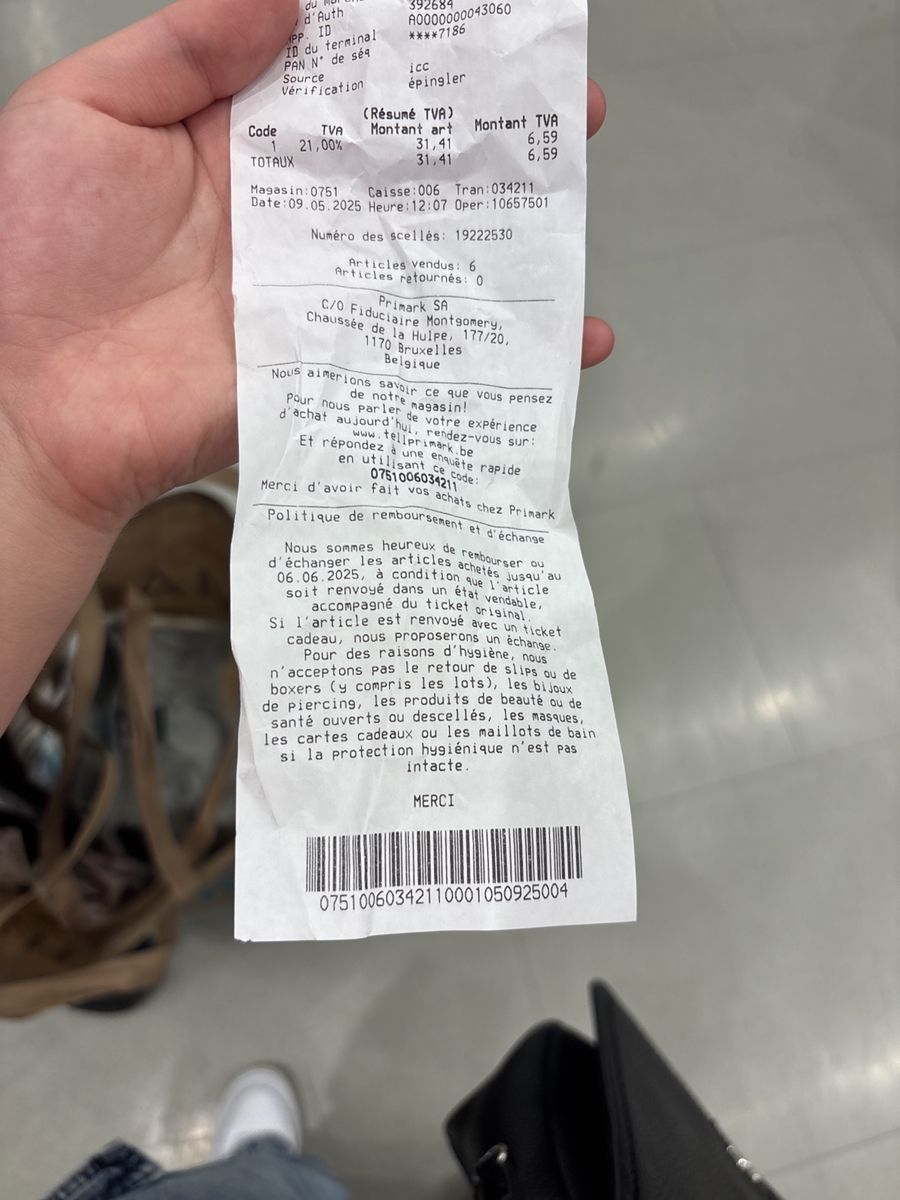 392684
d'Auth A0000000043060
ID du terminal ****7186
PAN N° de séq
Source icc
Vérification épingler
(Résumé TVA)
Code TVA Montant art Montant TVA
1 21,00% 31,41 6,59
TOTAUX 31,41 6,59
Magasin:0751 Caisse:006 Tran:034211
Date:09.05.2025 Heure:12:07 Oper:10657501
Numéro des scellés: 19222530
Articles vendus: 6
Articles retournés: 0
Primark SA
C/O Fiduciaire Montgomery,
Chaussée de la Hulpe, 177/20,
1170 Bruxelles
Belgique
Nous aimerions savoir ce que vous pensez
de notre magasin!
Pour nous parler de votre expérience
d'achat aujourd'hui, rendez-vous sur:
www.tellprimark.be
Et répondez à une enquête rapide
en utilisant ce code:
0751006034211
Merci d'avoir fait vos achats chez Primark
Politique de remboursement et d'échange
Nous sommes heureux de rembourser ou
d'échanger les articles achetés jusqu'au
06.06.2025, à condition que l'article
soit renvoyé dans un état vendable,
accompagné du ticket original.
Si l'article est renvoyé avec un ticket
cadeau, nous proposerons un échange.
Pour des raisons d'hygiène, nous
n'acceptons pas le retour de slips ou de
boxers (y compris les lots), les bijoux
de piercing, les produits de beauté ou de
santé ouverts ou descellés, les masques,
les cartes cadeaux ou les maillots de bain
si la protection hygiénique n'est pas
intacte.
MERCI
07510060342110001050925004